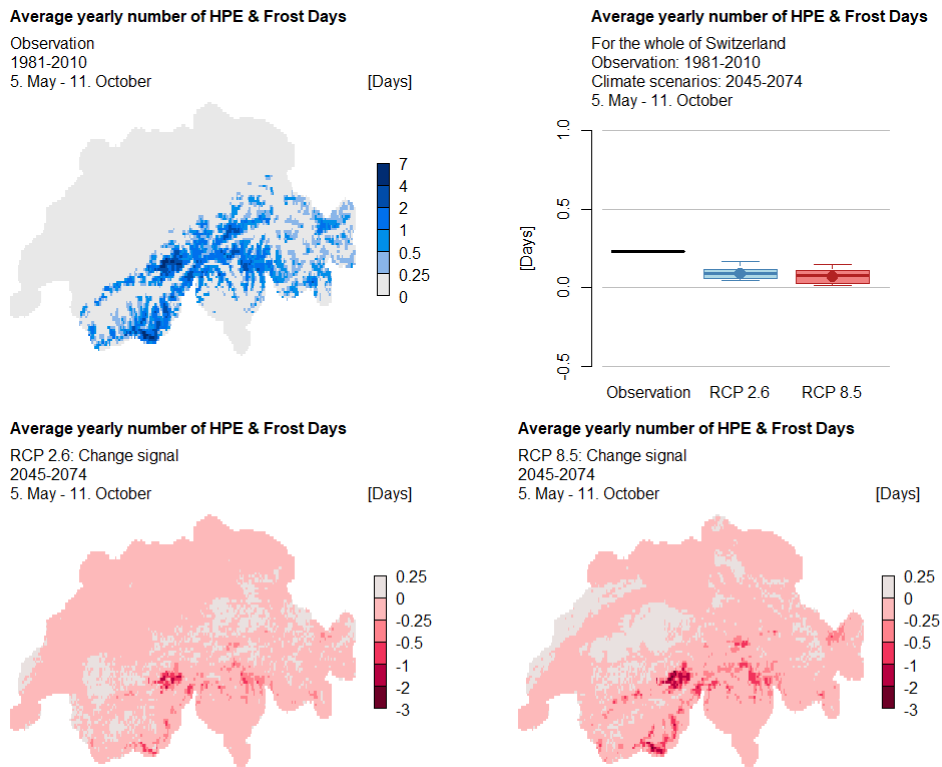 Average yearly number of HPE & Frost Days
Observation
1981-2010
5. May - 11. October
[Days]
7
4
2
1
0.5
0.25
0
Average yearly number of HPE & Frost Days
For the whole of Switzerland
Observation: 1981-2010
Climate scenarios: 2045-2074
5. May - 11. October
[Days]
1.0
0.5
0.0
-0.5
Observation
RCP 2.6
RCP 8.5
Average yearly number of HPE & Frost Days
RCP 2.6: Change signal
2045-2074
5. May - 11. October
[Days]
0.25
0
-0.25
-0.5
-1
-2
-3
Average yearly number of HPE & Frost Days
RCP 8.5: Change signal
2045-2074
5. May - 11. October
[Days]
0.25
0
-0.25
-0.5
-1
-2
-3